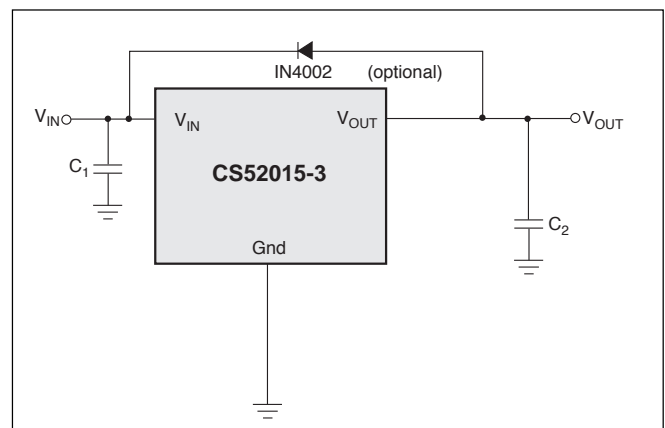 IN4002 (optional)
V_IN
V_IN
V_OUT
V_OUT
C_1
CS52015-3
C_2
Gnd